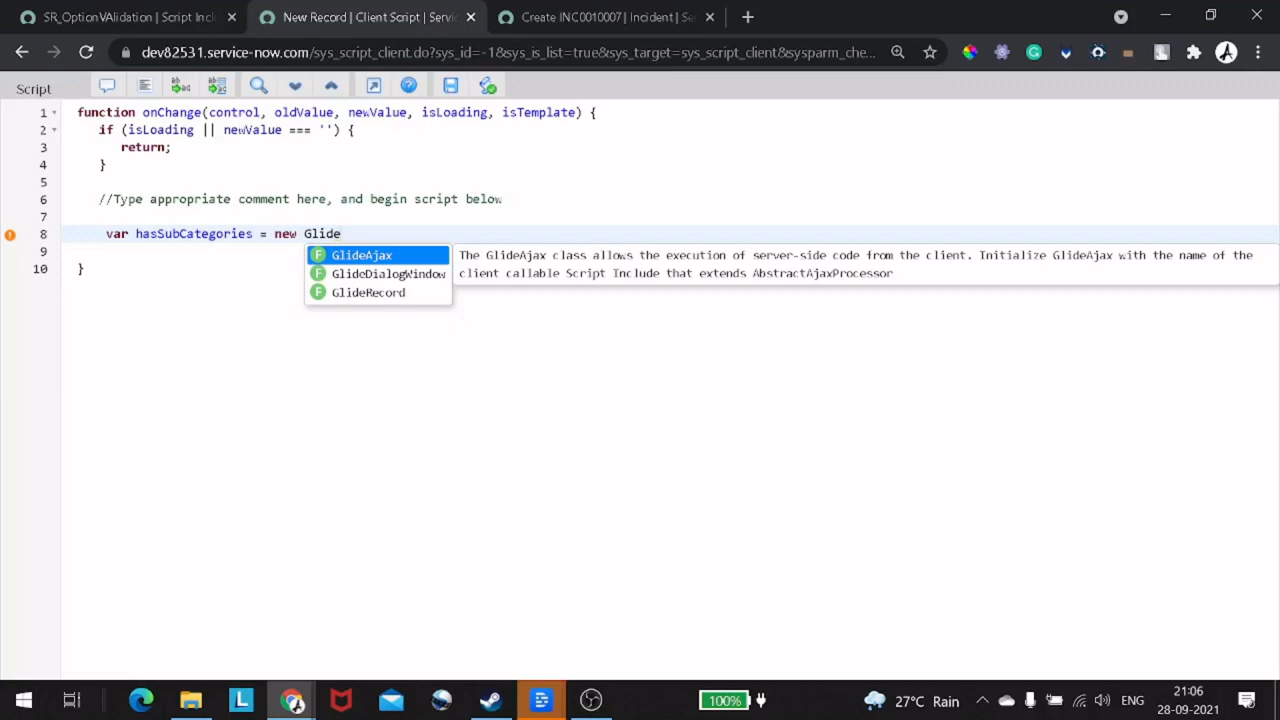 SR_OptionVAlidation | Script Incl
New Record | Client Script | Servic
Create INC0010007 | Incident | Ser
dev82531.service-now.com/sys_script_client.do?sys_id=-1&sys_is_list=true&sys_target=sys_script_client&sysparm_che...
Script
1 function onChange(control, oldValue, newValue, isLoading, isTemplate) {
2 if (isLoading || newValue === '') {
3 return;
4 }
5
6 //Type appropriate comment here, and begin script below
7
8 var hasSubCategories = new Glide
9
10 }
F GlideAjax
F GlideDialogWindow
F GlideRecord
The GlideAjax class allows the execution of server-side code from the client. Initialize GlideAjax with the name of the
client callable Script Include that extends AbstractAjaxProcessor
L
100%
27°C Rain
ENG
21:06
28-09-2021